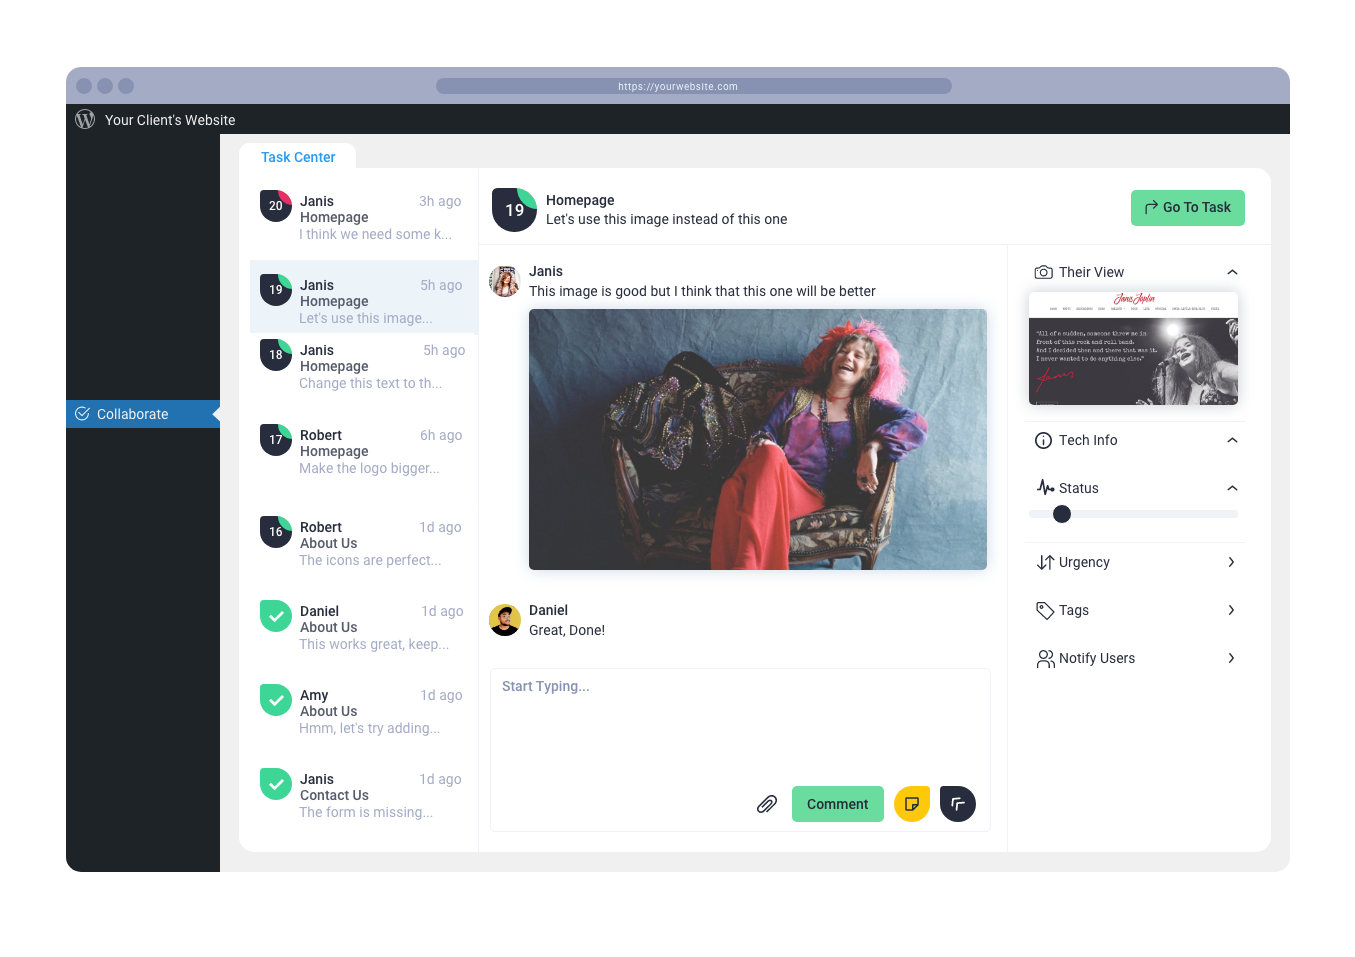 https://yourwebsite.com
Your Client's Website
Task Center
20
Janis
3h ago
Homepage
I think we need some k...
19
Janis
5h ago
Homepage
Let's use this image...
18
Janis
5h ago
Homepage
Change this text to th...
Collaborate
17
Robert
6h ago
Homepage
Make the logo bigger...
16
Robert
1d ago
About Us
The icons are perfect...
Daniel
1d ago
About Us
This works great, keep...
Amy
1d ago
About Us
Hmm, let's try adding...
Janis
1d ago
Contact Us
The form is missing...
19
Homepage
Let's use this image instead of this one
Go To Task
Janis
This image is good but I think that this one will be better
Daniel
Great, Done!
Start Typing...
Comment
Their View
Janis Joplin
"All of a sudden, someone threw me in
front of this rock and roll band.
And I decided then and there that was it.
I never wanted to do anything else."
Tech Info
Status
Urgency
Tags
Notify Users